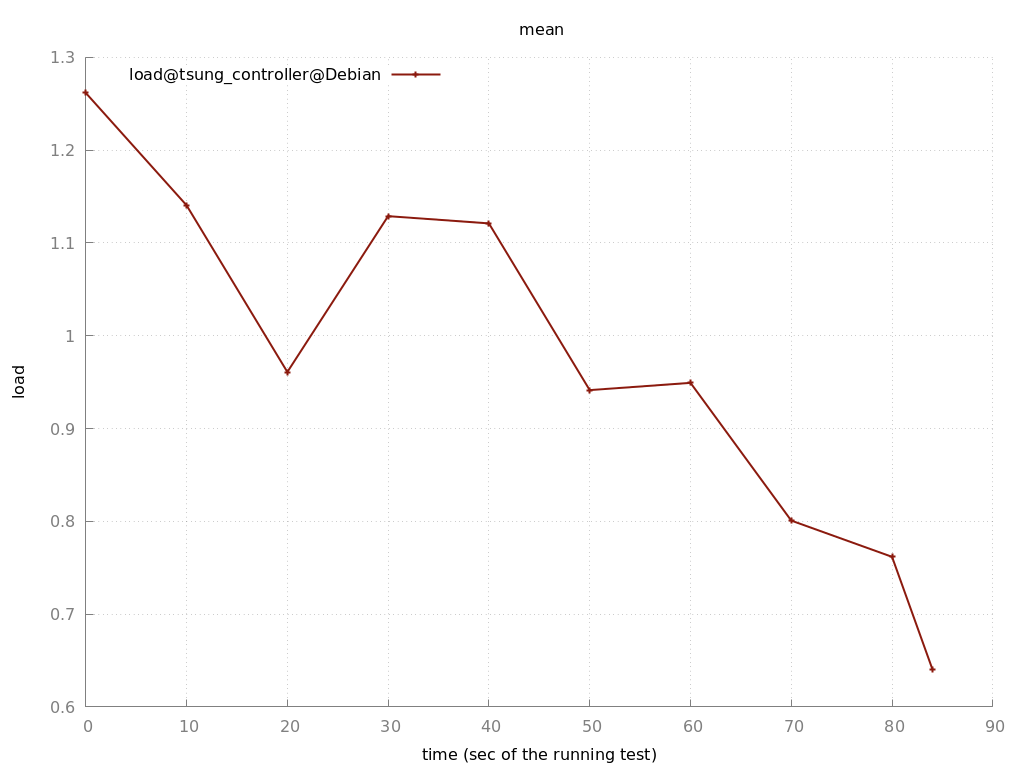 mean
load@tsung_controller@Debian
1.3
1.2
1.1
1
0.9
0.8
0.7
0.6
load
0 10 20 30 40 50 60 70 80 90
time (sec of the running test)